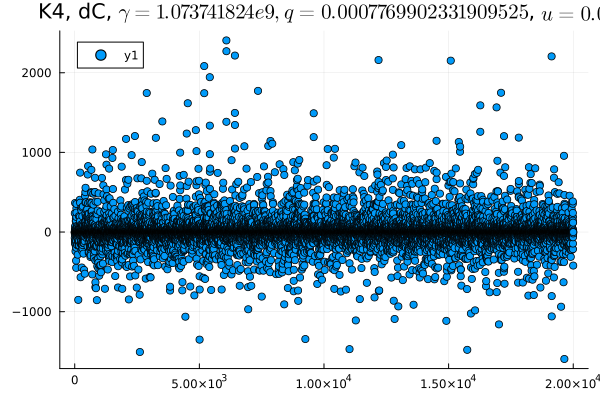 K4, dC, γ = 1.073741824e9, q = 0.0007769902331909525, u = 0.0
y1
2000
1000
0
−1000
0 5.00×10³ 1.00×10⁴ 1.50×10⁴ 2.00×10⁴